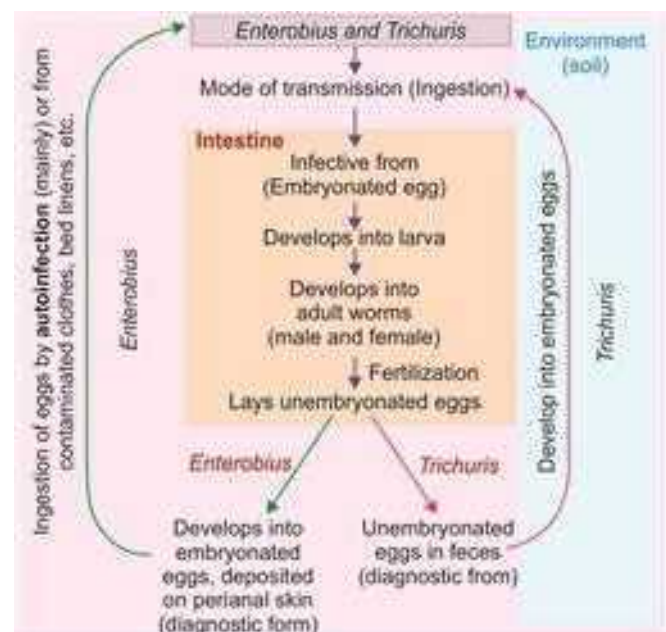 Enterobius and Trichuris
Environment
(soil)
Mode of transmission (Ingestion)
Intestine
Infective from
(Embryonated egg)
Develops into larva
Develops into
adult worms
(male and female)
Fertilization
Lays unembryonated eggs
Enterobius
Trichuris
Develops into
embryonated
eggs, deposited
on perianal skin
(diagnostic form)
Unembryonated
eggs in feces
(diagnostic from)
Ingestion of eggs by autoinfection (mainly) or from
contaminated clothes, bed linens, etc.
Enterobius
Develop into embryonated eggs
Trichuris